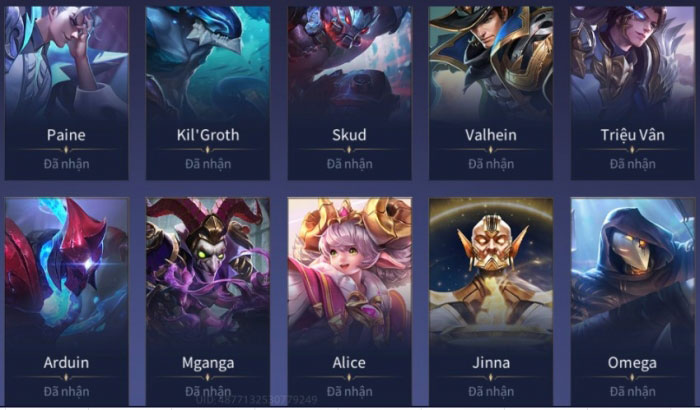 Paine
Đã nhận
Kil'Groth
Đã nhận
Skud
Đã nhận
Valhein
Đã nhận
Triệu Vân
Đã nhận
Arduin
Đã nhận
Mganga
Đã nhận
Alice
Đã nhận
Jinna
Đã nhận
Omega
Đã nhận
UID:4877132530779249